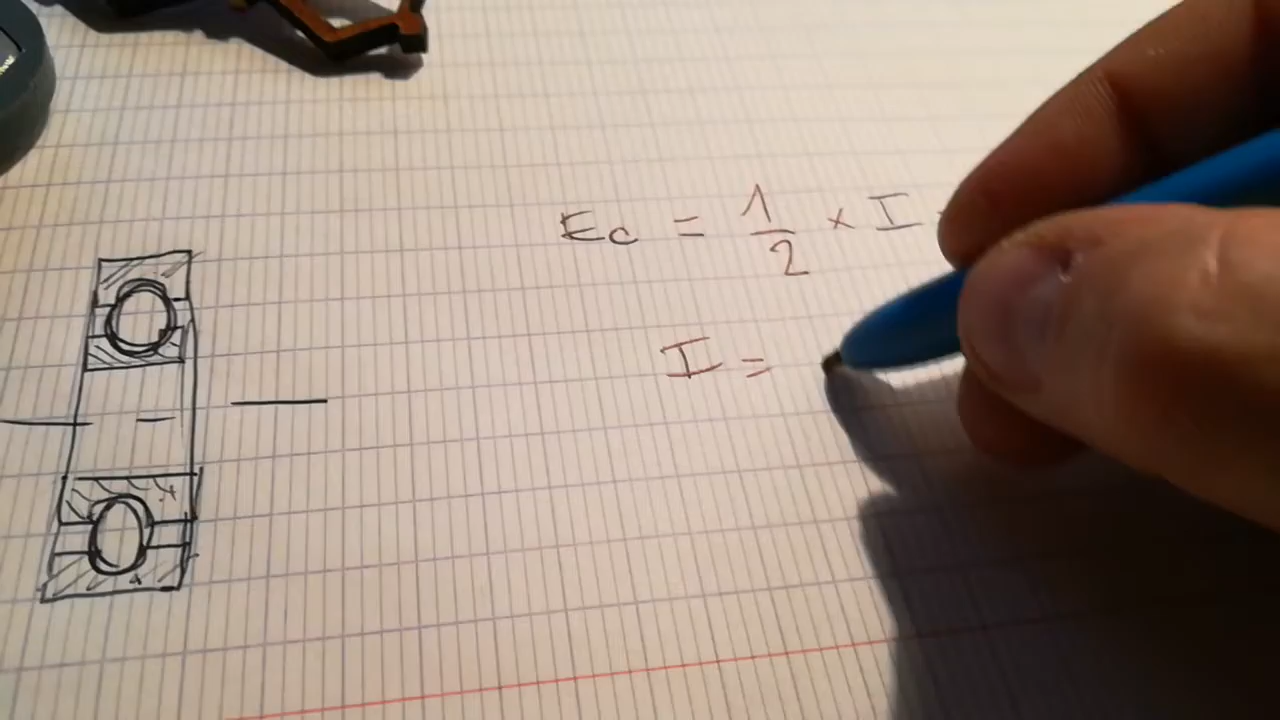 Ec = 1/2 × I
I =